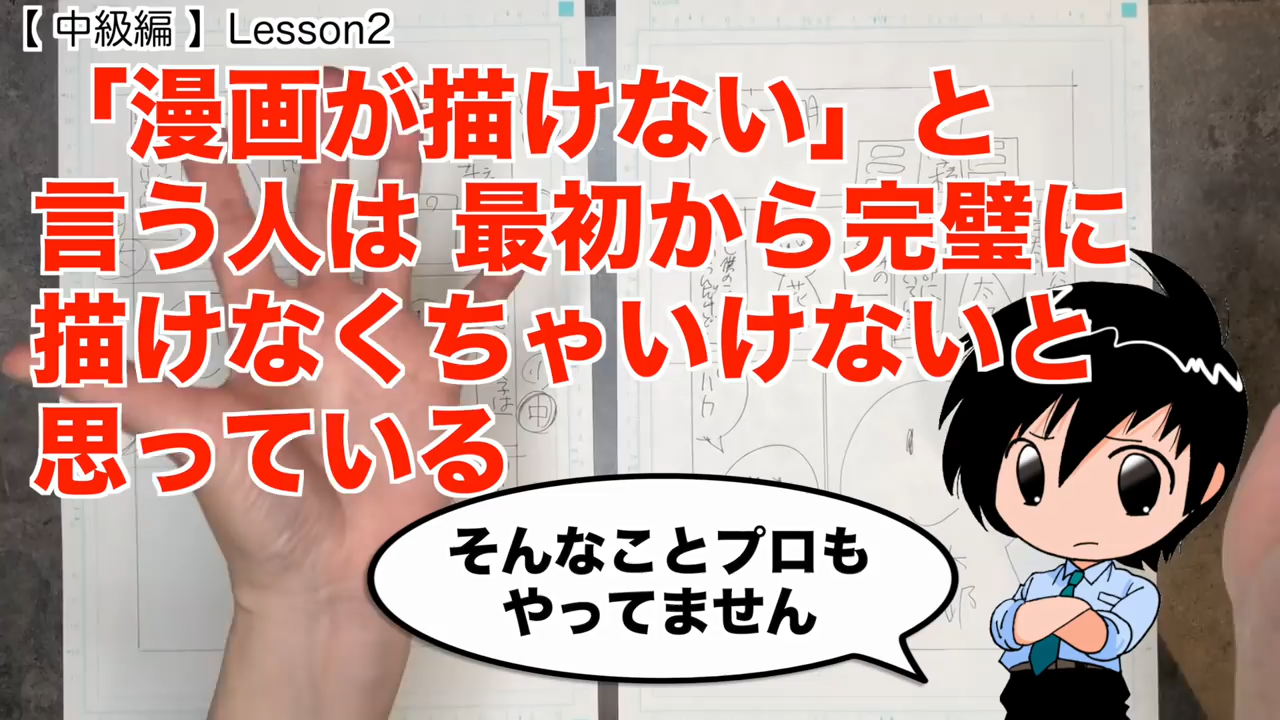 【 中級編 】 Lesson2
「漫画が描けない」と
言う人は 最初から完璧に
描けなくちゃいけないと
思っている
そんなことプロも
やってません
中